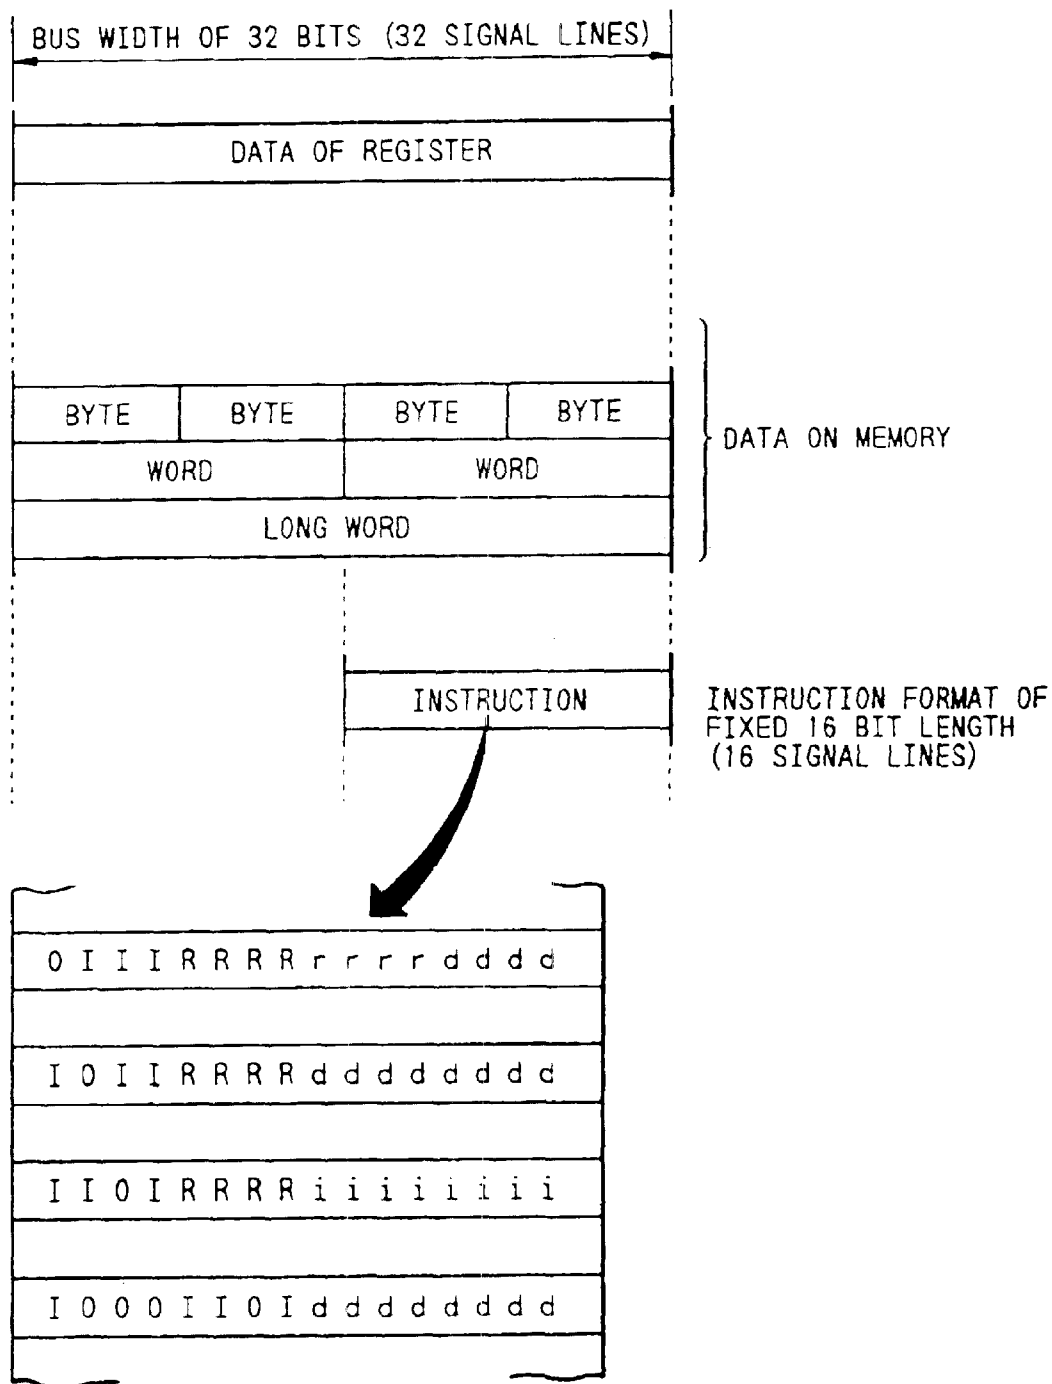 BUS WIDTH OF 32 BITS (32 SIGNAL LINES)
DATA OF REGISTER
BYTE BYTE BYTE BYTE
WORD WORD
LONG WORD
DATA ON MEMORY
INSTRUCTION
INSTRUCTION FORMAT OF
FIXED 16 BIT LENGTH
(16 SIGNAL LINES)
0 I I I R R R R r r r r d d d d
I 0 I I R R R R d d d d d d d d
I I 0 I R R R R i i i i i i i i
I 0 0 0 I I 0 I d d d d d d d d